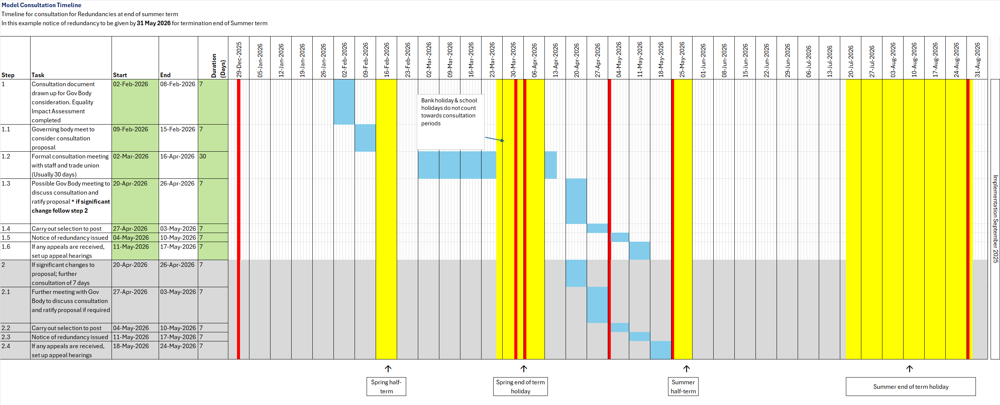 Model Consultation Timeline
Timeline for consultation for Redundancies at end of summer term
In this example notice of redundancy to be given by 31 May 2026 for termination end of Summer term
Step Task Start End Duration (Days) 29-Dec-2025 05-Jan-2026 12-Jan-2026 19-Jan-2026 26-Jan-2026 02-Feb-2026 09-Feb-2026 16-Feb-2026 23-Feb-2026 02-Mar-2026 09-Mar-2026 16-Mar-2026 23-Mar-2026 30-Mar-2026 06-Apr-2026 13-Apr-2026 20-Apr-2026 27-Apr-2026 04-May-2026 11-May-2026 18-May-2026 25-May-2026 01-Jun-2026 08-Jun-2026 15-Jun-2026 22-Jun-2026 29-Jun-2026 06-Jul-2026 13-Jul-2026 20-Jul-2026 27-Jul-2026 03-Aug-2026 10-Aug-2026 17-Aug-2026 24-Aug-2026 31-Aug-2026
1 Consultation document 02-Feb-2026 08-Feb-2026 7
drawn up for Gov Body
consideration. Equality
Impact Assessment
completed
Bank holiday & school
holidays do not count
towards consultation
periods
1.1 Governing body meet to 09-Feb-2026 15-Feb-2026 7
consider consultation
proposal
1.2 Formal consultation meeting 02-Mar-2026 16-Apr-2026 30
with staff and trade union
(Usually 30 days)
1.3 Possible Gov Body meeting to 20-Apr-2026 26-Apr-2026 7
discuss consultation and
ratify proposal * if significant
change follow step 2
1.4 Carry out selection to post 27-Apr-2026 03-May-2026 7
1.5 Notice of redundancy issued 04-May-2026 10-May-2026 7
1.6 If any appeals are received, 11-May-2026 17-May-2026 7
set up appeal hearings
2 If significant changes to 20-Apr-2026 26-Apr-2026 7
proposal; further
consultation of 7 days
2.1 Further meeting with Gov 27-Apr-2026 03-May-2026 7
Body to discuss consultation
and ratify proposal if required
2.2 Carry out selection to post 04-May-2026 10-May-2026 7
2.3 Notice of redundancy issued 11-May-2026 17-May-2026 7
2.4 If any appeals are received, 18-May-2026 24-May-2026 7
set up appeal hearings
Implementation September 2025
Spring half-
term
Spring end of term
holiday
Summer
half-term
Summer end of term holiday